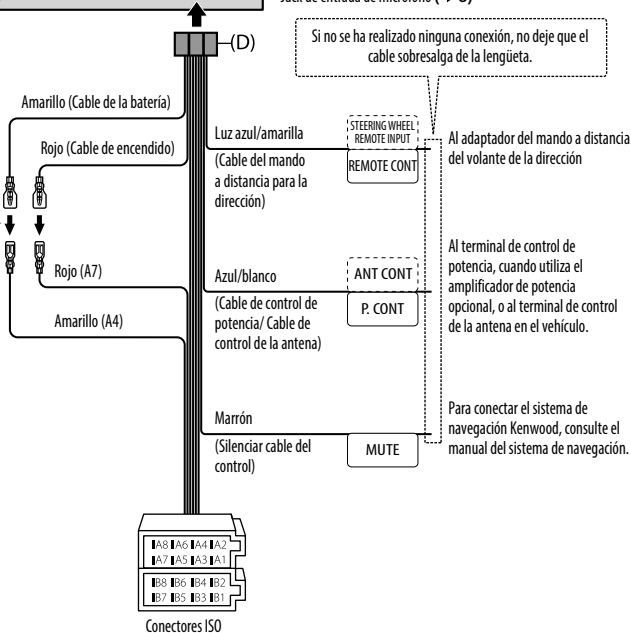 (D)
Si no se ha realizado ninguna conexión, no deje que el
cable sobresalga de la lengüeta.
Amarillo (Cable de la batería)
Rojo (Cable de encendido)
Luz azul/amarilla
(Cable del mando
a distancia para la
dirección)
STEERING WHEEL
REMOTE INPUT
REMOTE CONT
Al adaptador del mando a distancia
del volante de la dirección
Rojo (A7)
Amarillo (A4)
Azul/blanco
(Cable de control de
potencia/ Cable de
control de la antena)
ANT CONT
P. CONT
Al terminal de control de
potencia, cuando utiliza el
amplificador de potencia
opcional, o al terminal de control
de la antena en el vehículo.
Marrón
(Silenciar cable del
control)
MUTE
Para conectar el sistema de
navegación Kenwood, consulte el
manual del sistema de navegación.
A8 A6 A4 A2
A7 A5 A3 A1
B8 B6 B4 B2
B7 B5 B3 B1
Conectores ISO